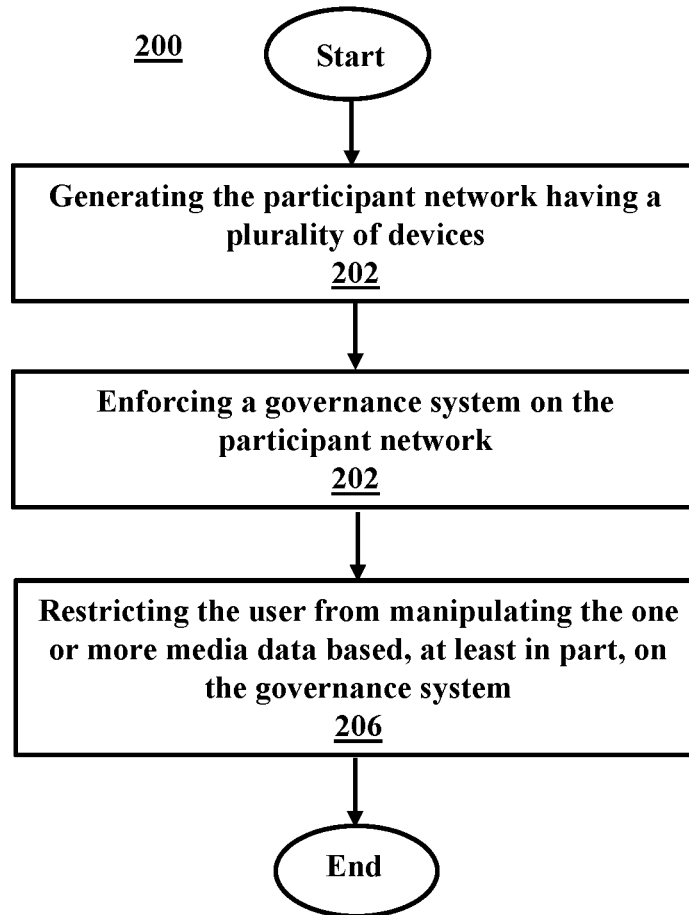 200
Start
Generating the participant network having a
plurality of devices
202
Enforcing a governance system on the
participant network
202
Restricting the user from manipulating the one
or more media data based, at least in part, on
the governance system
206
End